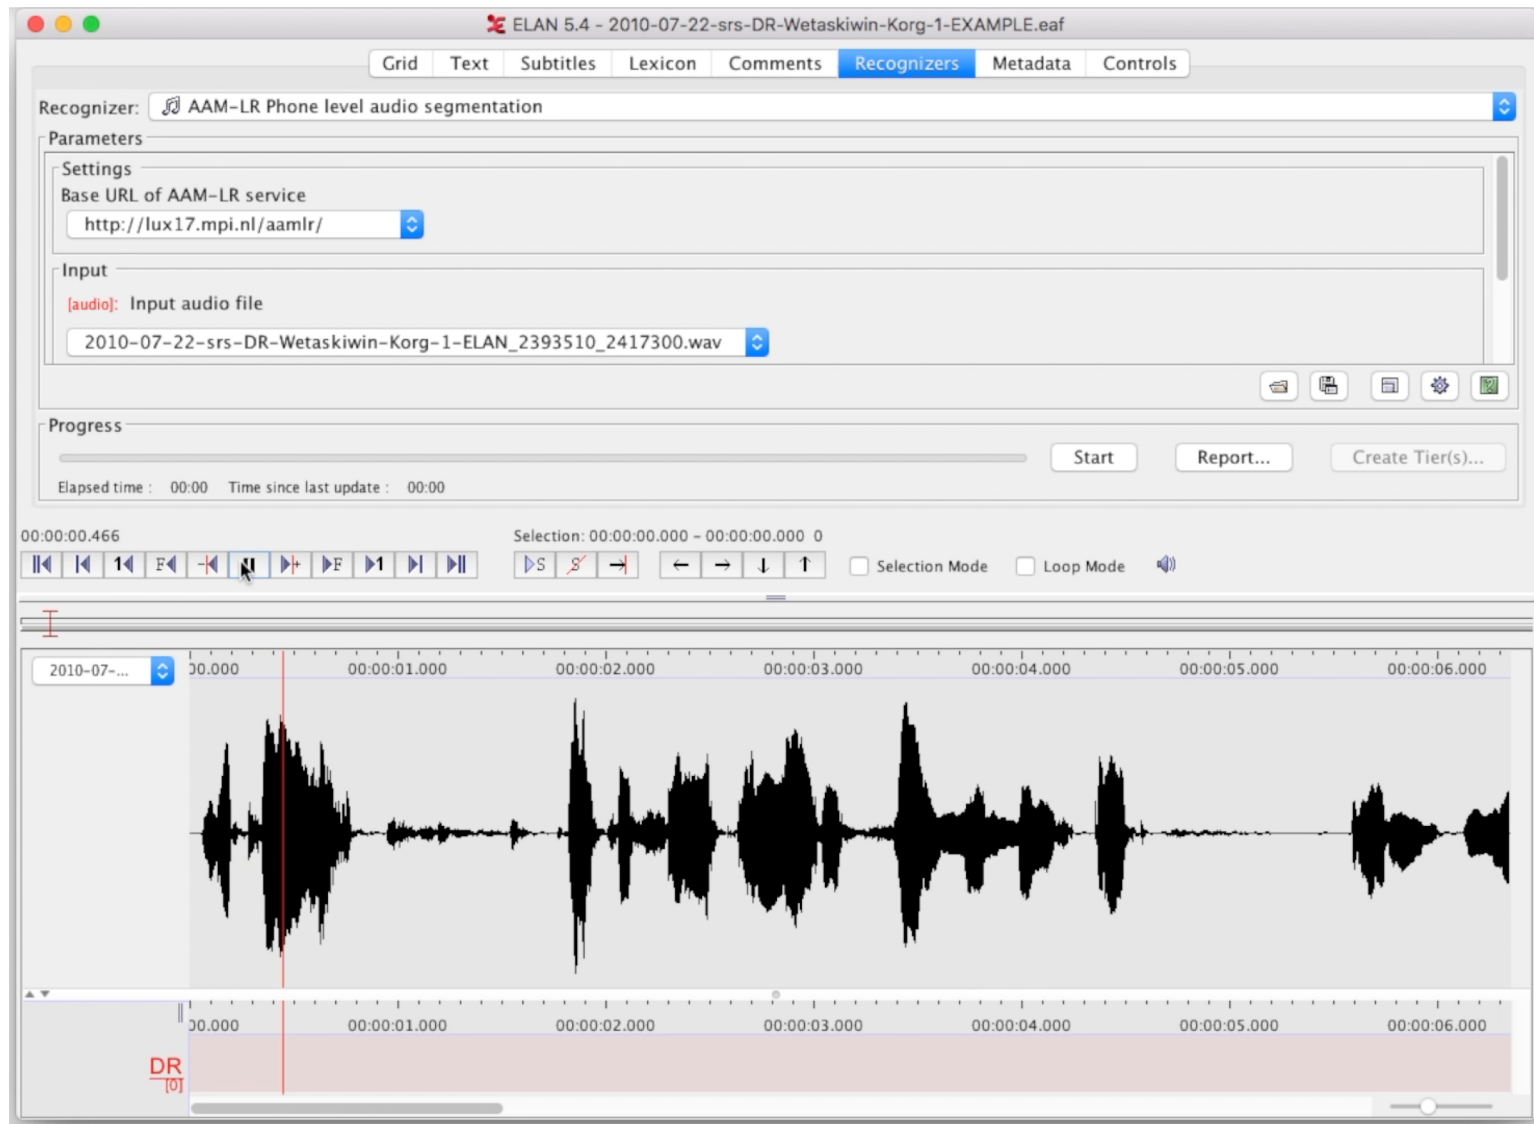 ELAN 5.4 - 2010-07-22-srs-DR-Wetaskiwin-Korg-1-EXAMPLE.eaf
Grid Text Subtitles Lexicon Comments Recognizers Metadata Controls
Recognizer: AAM-LR Phone level audio segmentation
Parameters
Settings
Base URL of AAM-LR service
http://lux17.mpi.nl/aamlr/
Input
[audio]: Input audio file
2010-07-22-srs-DR-Wetaskiwin-Korg-1-ELAN_2393510_2417300.wav
Progress
Start Report... Create Tier(s)...
Elapsed time : 00:00 Time since last update : 00:00
00:00:00.466 Selection: 00:00:00.000 - 00:00:00.000 0
1 F - + F 1 S S Selection Mode Loop Mode
2010-07-... 00.000 00:00:01.000 00:00:02.000 00:00:03.000 00:00:04.000 00:00:05.000 00:00:06.000
00.000 00:00:01.000 00:00:02.000 00:00:03.000 00:00:04.000 00:00:05.000 00:00:06.000
DR
[0]